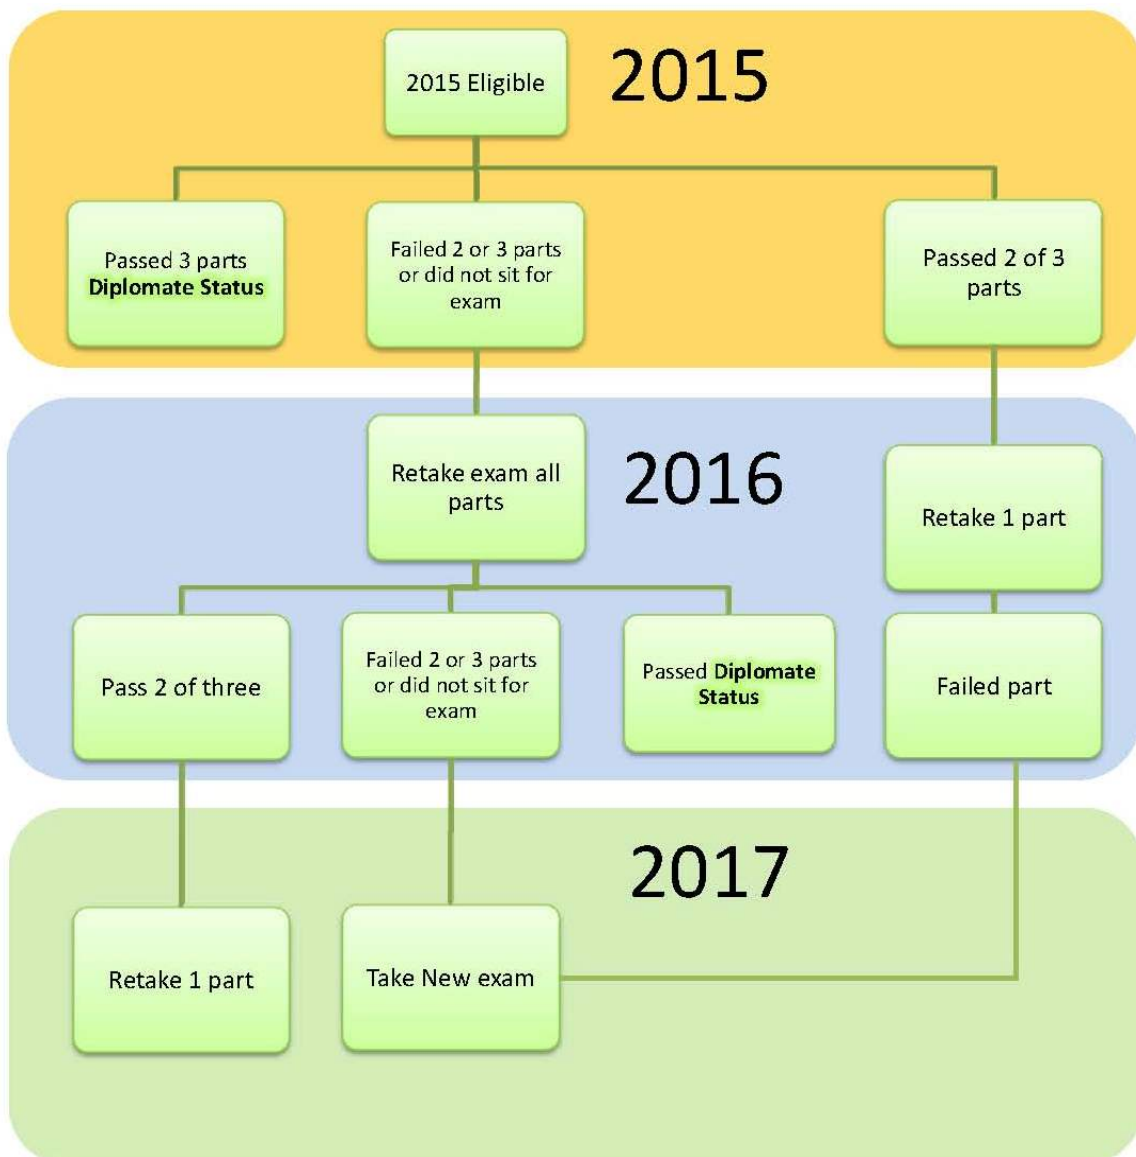 2015 Eligible
2015
Passed 3 parts
Diplomate Status
Failed 2 or 3 parts
or did not sit for
exam
Passed 2 of 3
parts
Retake exam all
parts
2016
Retake 1 part
Pass 2 of three
Failed 2 or 3 parts
or did not sit for
exam
Passed Diplomate
Status
Failed part
2017
Retake 1 part
Take New exam